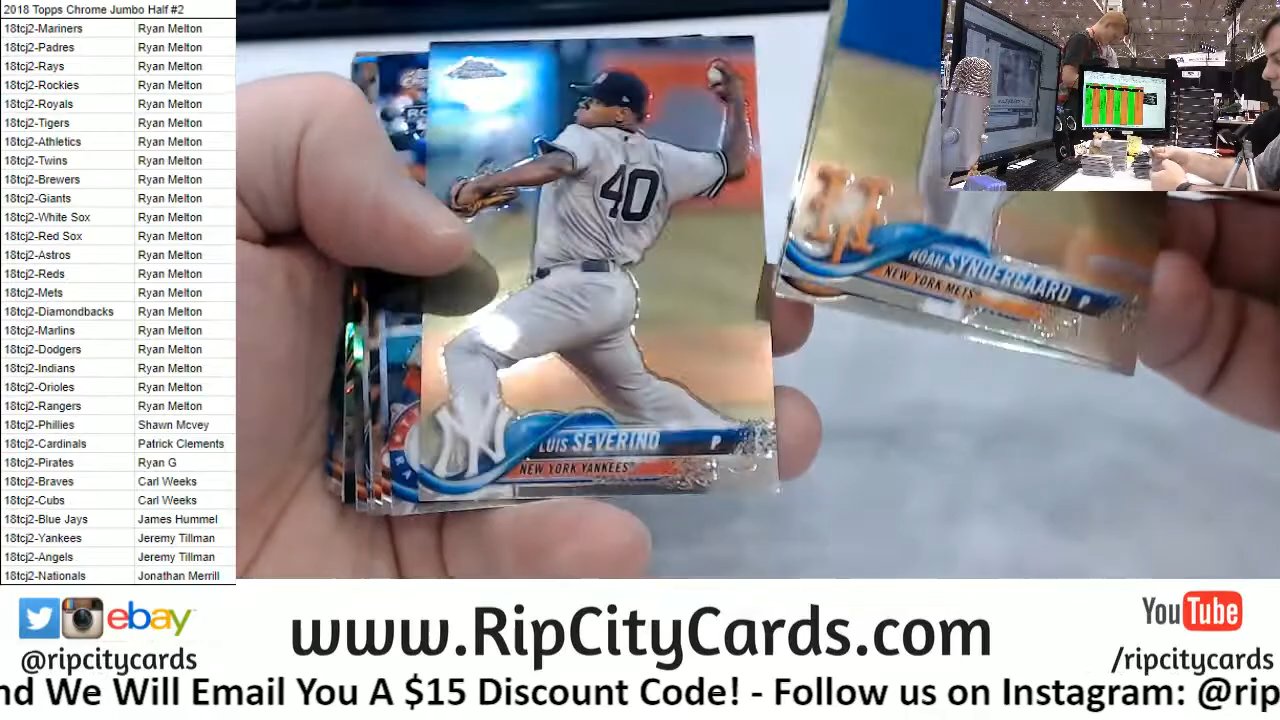 2018 Topps Chrome Jumbo Half #2
18tcj2-Mariners Ryan Melton
18tcj2-Padres Ryan Melton
18tcj2-Rays Ryan Melton
18tcj2-Rockies Ryan Melton
18tcj2-Royals Ryan Melton
18tcj2-Tigers Ryan Melton
18tcj2-Athletics Ryan Melton
18tcj2-Twins Ryan Melton
18tcj2-Brewers Ryan Melton
18tcj2-Giants Ryan Melton
18tcj2-White Sox Ryan Melton
18tcj2-Red Sox Ryan Melton
18tcj2-Astros Ryan Melton
18tcj2-Reds Ryan Melton
18tcj2-Mets Ryan Melton
18tcj2-Diamondbacks Ryan Melton
18tcj2-Marlins Ryan Melton
18tcj2-Dodgers Ryan Melton
18tcj2-Indians Ryan Melton
18tcj2-Orioles Ryan Melton
18tcj2-Rangers Ryan Melton
18tcj2-Phillies Shawn Mcvey
18tcj2-Cardinals Patrick Clements
18tcj2-Pirates Ryan G
18tcj2-Braves Carl Weeks
18tcj2-Cubs Carl Weeks
18tcj2-Blue Jays James Hummel
18tcj2-Yankees Jeremy Tillman
18tcj2-Angels Jeremy Tillman
18tcj2-Nationals Jonathan Merrill
40
NY
LUIS SEVERINO P
NEW YORK YANKEES
NY
NOAH SYNDERGAARD P
NEW YORK METS
ebay
@ripcitycards
www.RipCityCards.com
YouTube
/ripcitycards
nd We Will Email You A $15 Discount Code! - Follow us on Instagram: @rip